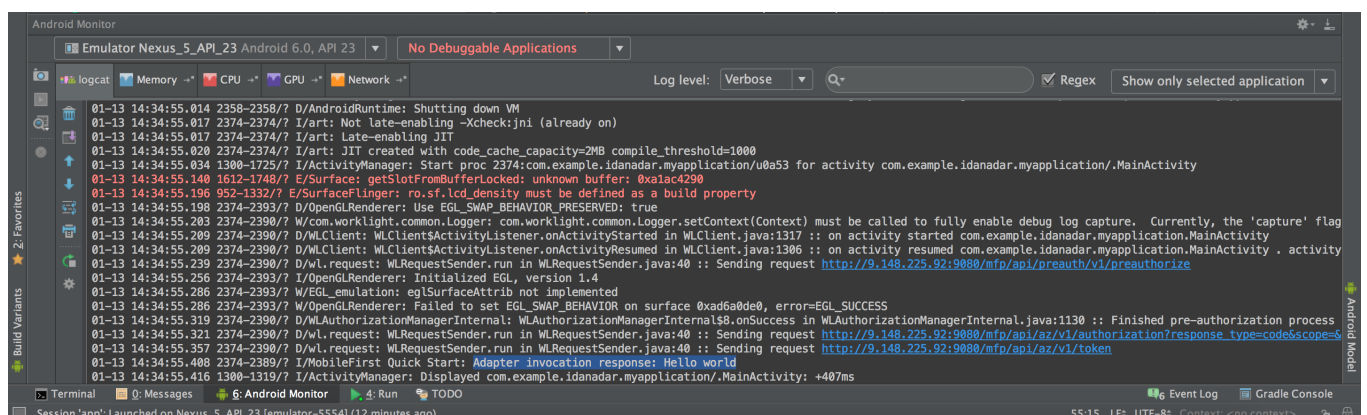 Android Monitor
Emulator Nexus_5_API_23 Android 6.0, API 23
No Debuggable Applications
logcat
Memory
CPU
GPU
Network
Log level:
Verbose
Regex
Show only selected application
01-13 14:34:55.014 2358-2358/? D/AndroidRuntime: Shutting down VM
01-13 14:34:55.017 2374-2374/? I/art: Not late-enabling -Xcheck:jni (already on)
01-13 14:34:55.017 2374-2374/? I/art: Late-enabling JIT
01-13 14:34:55.020 2374-2374/? I/art: JIT created with code_cache_capacity=2MB compile_threshold=1000
01-13 14:34:55.034 1300-1725/? I/ActivityManager: Start proc 2374:com.example.idanadar.myapplication/u0a53 for activity com.example.idanadar.myapplication/.MainActivity
01-13 14:34:55.140 1612-1748/? E/Surface: getSlotFromBufferLocked: unknown buffer: 0xa1ac4290
01-13 14:34:55.196 952-1332/? E/SurfaceFlinger: ro.sf.lcd_density must be defined as a build property
01-13 14:34:55.198 2374-2393/? D/OpenGLRenderer: Use EGL_SWAP_BEHAVIOR_PRESERVED: true
01-13 14:34:55.203 2374-2390/? W/com.worklight.common.Logger: com.worklight.common.Logger.setContext(Context) must be called to fully enable debug log capture.  Currently, the 'capture' flag
01-13 14:34:55.209 2374-2390/? D/WLClient: WLClient$ActivityListener.onActivityStarted in WLClient.java:1317 :: on activity started com.example.idanadar.myapplication.MainActivity
01-13 14:34:55.209 2374-2390/? D/WLClient: WLClient$ActivityListener.onActivityResumed in WLClient.java:1306 :: on activity resumed com.example.idanadar.myapplication.MainActivity . activity
01-13 14:34:55.239 2374-2390/? D/wl.request: WLRequestSender.run in WLRequestSender.java:40 :: Sending request http://9.148.225.92:9080/mfp/api/preauth/v1/preauthorize
01-13 14:34:55.256 2374-2393/? I/OpenGLRenderer: Initialized EGL, version 1.4
01-13 14:34:55.286 2374-2393/? W/EGL_emulation: eglSurfaceAttrib not implemented
01-13 14:34:55.286 2374-2393/? W/OpenGLRenderer: Failed to set EGL_SWAP_BEHAVIOR on surface 0xad6a0de0, error=EGL_SUCCESS
01-13 14:34:55.319 2374-2390/? D/WLAuthorizationManagerInternal: WLAuthorizationManagerInternal$8.onSuccess in WLAuthorizationManagerInternal.java:1130 :: Finished pre-authorization process
01-13 14:34:55.321 2374-2390/? D/wl.request: WLRequestSender.run in WLRequestSender.java:40 :: Sending request http://9.148.225.92:9080/mfp/api/az/v1/authorization?response_type=code&scope=&
01-13 14:34:55.357 2374-2390/? D/wl.request: WLRequestSender.run in WLRequestSender.java:40 :: Sending request http://9.148.225.92:9080/mfp/api/az/v1/token
01-13 14:34:55.408 2374-2389/? I/MobileFirst Quick Start: Adapter invocation response: Hello world
01-13 14:34:55.416 1300-1319/? I/ActivityManager: Displayed com.example.idanadar.myapplication/.MainActivity: +407ms
2: Favorites
Build Variants
Android Model
Terminal
0: Messages
6: Android Monitor
4: Run
TODO
6 Event Log
Gradle Console
Session 'app': Launched on Nexus_5_API_23 [emulator-5554] (12 minutes ago)
55:15 LF÷ UTF-8÷ Context: <no context>